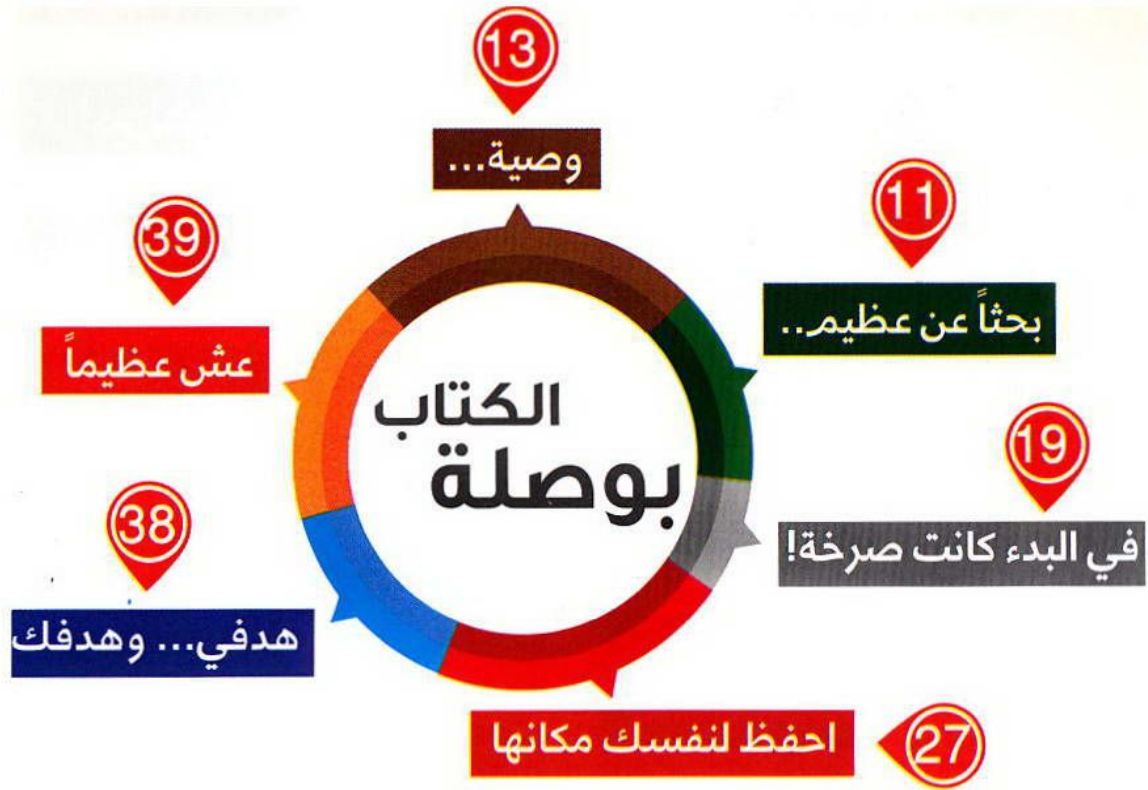 13
وصية...
11
بحثاً عن عظيم..
39
عش عظيماً
الكتاب
بوصلة
19
في البدء كانت صرخة!
38
هدفي... وهدفك
احفظ لنفسك مكانها
27